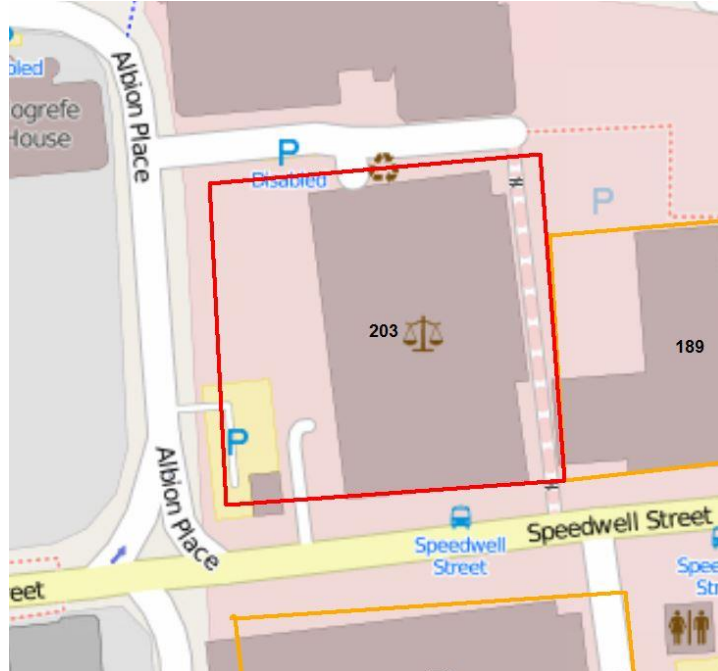 bled
ogrefe
House
Albion Place
P
Disabled
P
203
189
P
Albion Place
Speedwell
Street
Speedwell Street
eet
Spee
Str